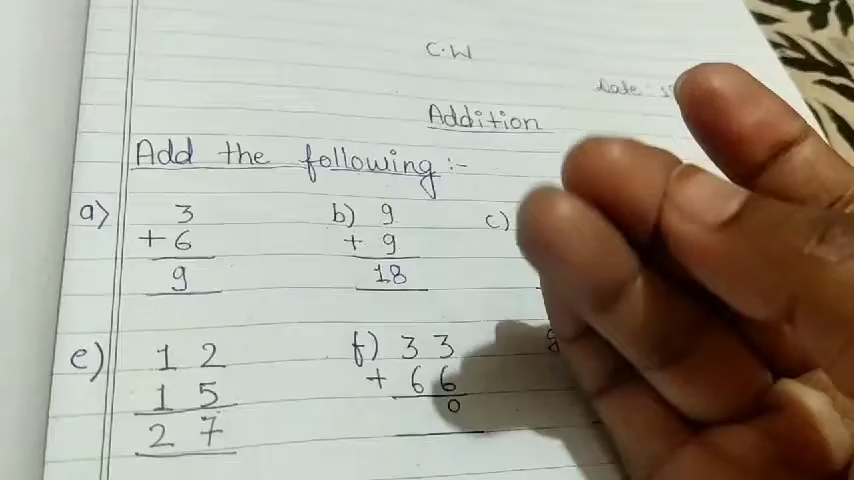 C.W
Date:
Addition
Add the following :-
a) 3
+ 6
9
b) 9
+ 9
18
c)
e) 1 2
1 5
2 7
f) 3 3
+ 6 6
0